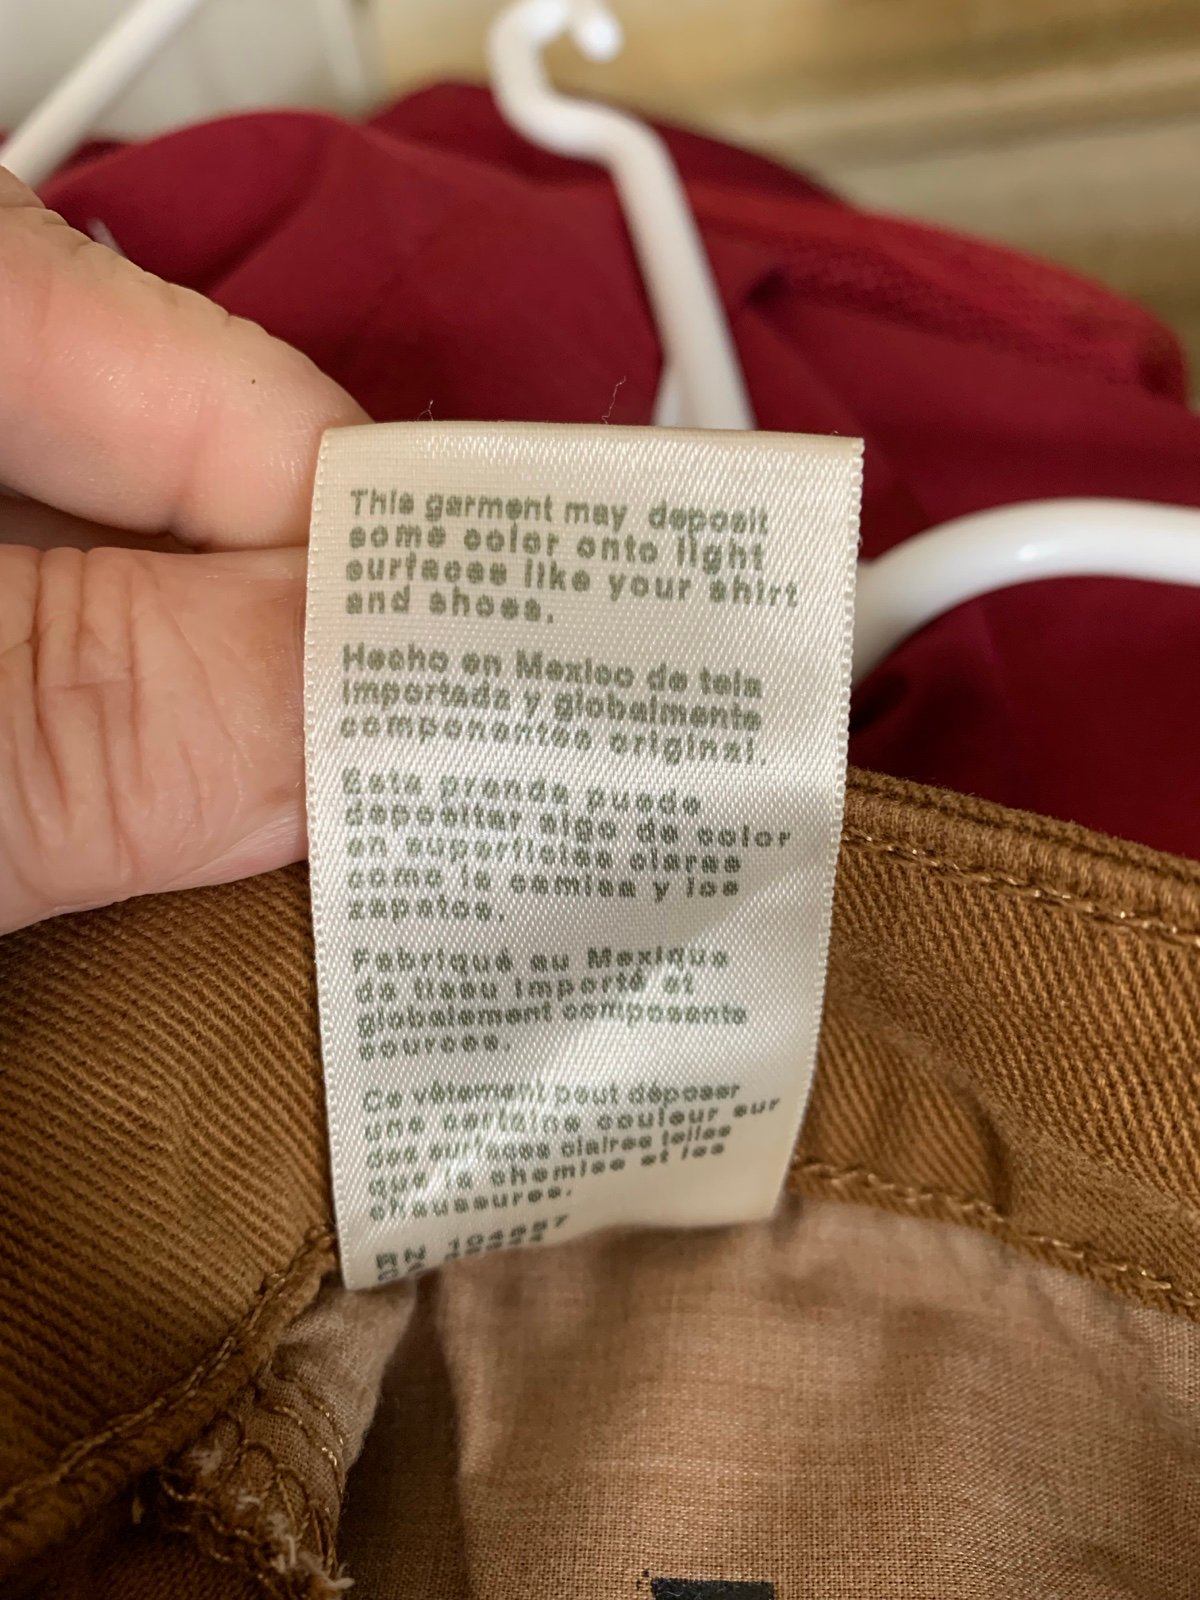 This garment may deposit
some color onto light
surfaces like your shirt
and shoes.
Hecho en Mexico de tela
importada y globalmente
componentes original.
Esta prenda puede
depositar algo de color
en superficies claras
como la camisa y los
zapatos.
Fabriqué au Mexique
de tissu importé et
globalement composants
sources.
Ce vêtement peut déposer
une certaine couleur sur
des surfaces claires telles
que la chemise et les
chaussures.
RN